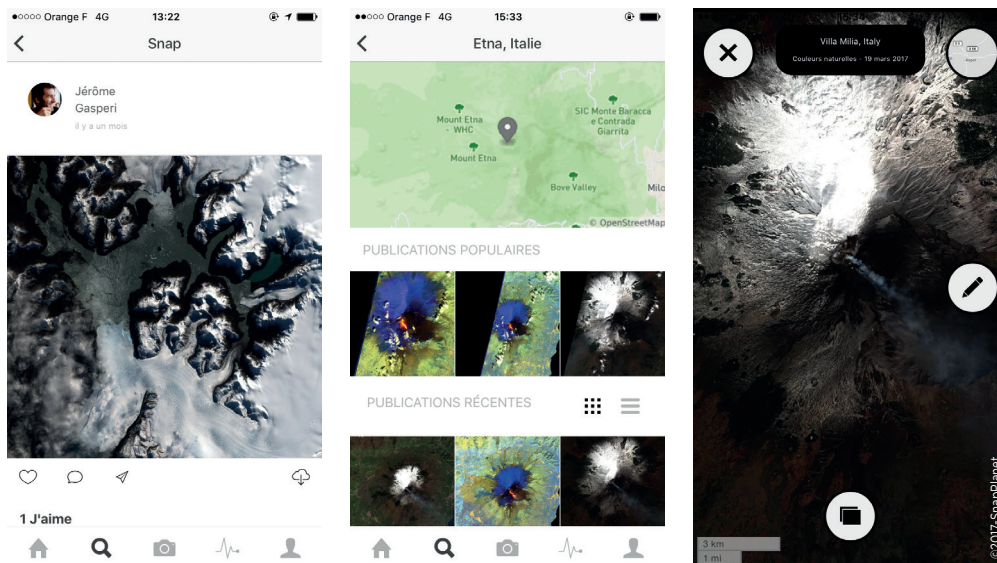 Orange F 4G 13:22
Snap
Jérôme
Gasperi
il y a un mois
1 J'aime
Orange F 4G 15:33
Etna, Italie
Mount Etna
- WHC
SIC Monte Baracca
e Contrada
Giarrita
Mount Etna
Bove Valley
Milo
© OpenStreetMap
PUBLICATIONS POPULAIRES
PUBLICATIONS RÉCENTES
Villa Milia, Italy
Couleurs naturelles - 19 mars 2017
3 km
1 mi
©2017 SnapPlanet